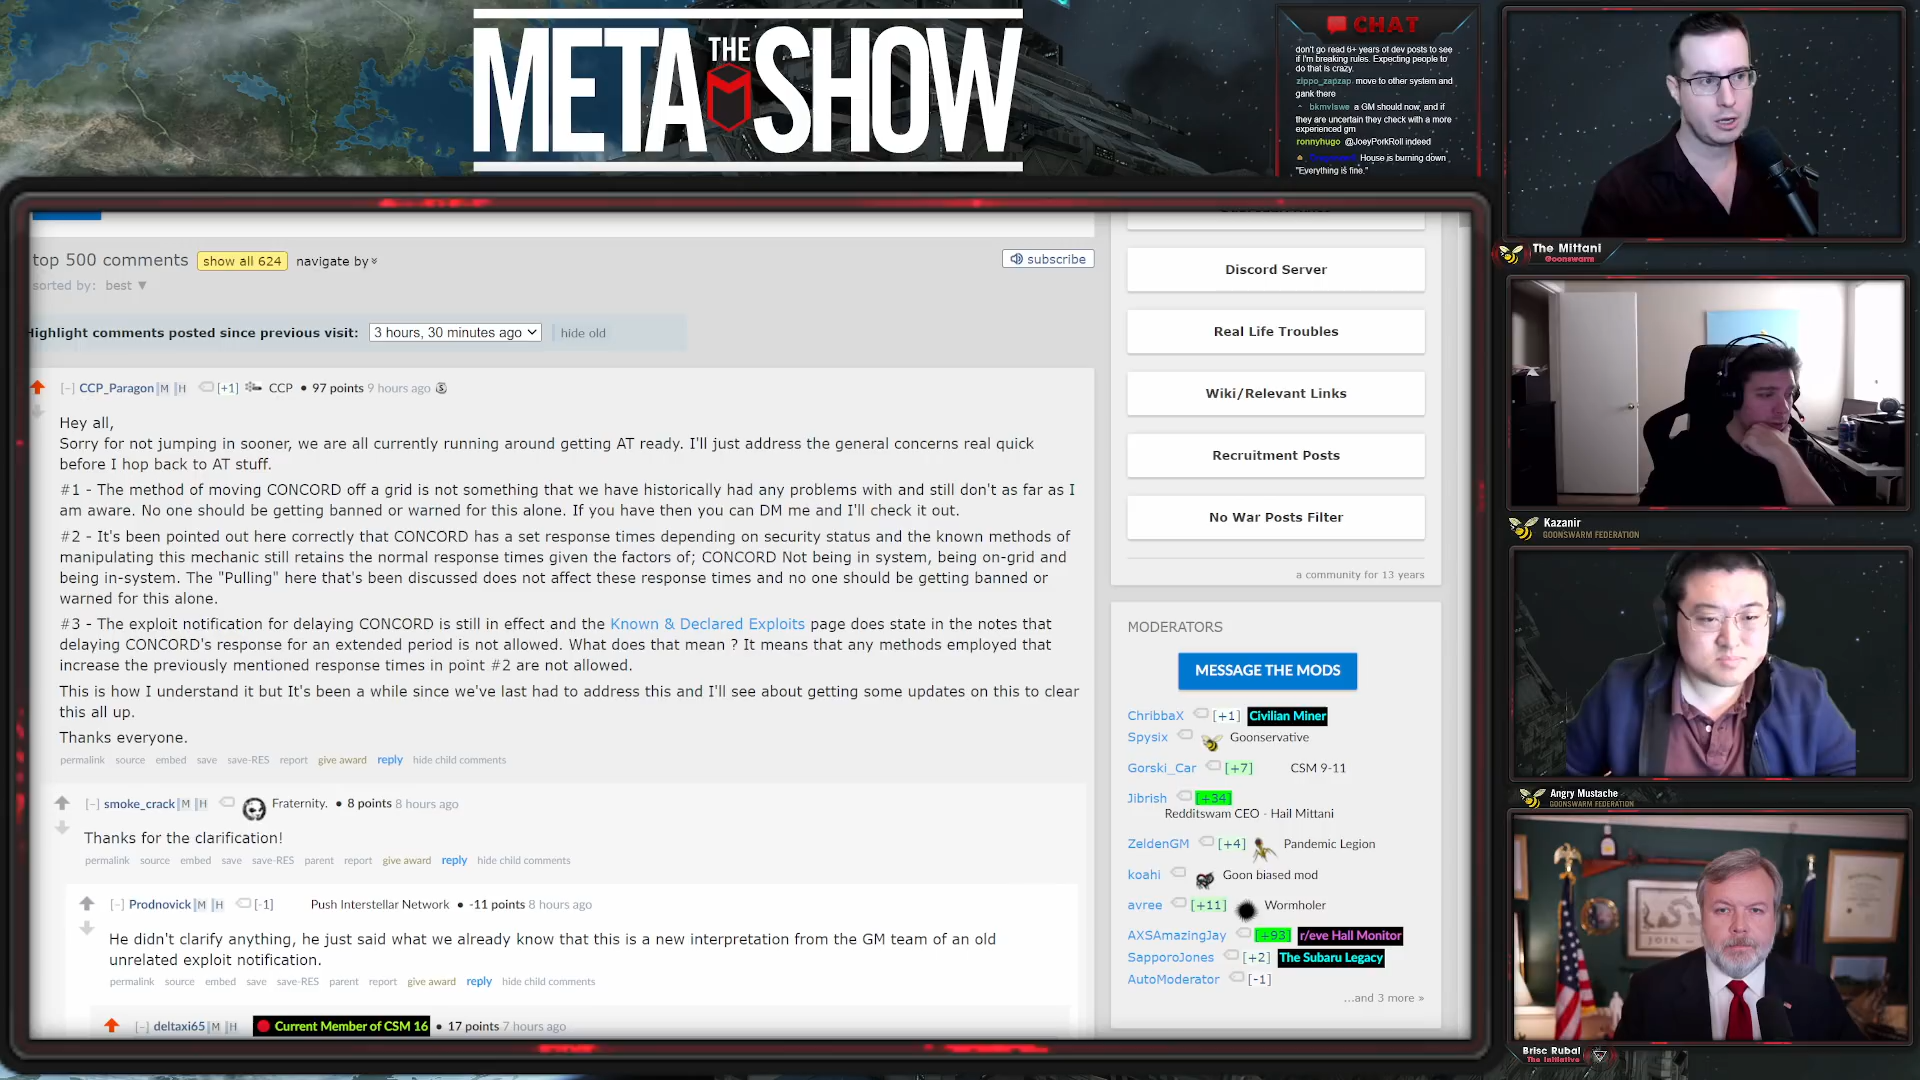 THE
META SHOW
CHAT
don't go read 6+ years of dev posts to see
if I'm breaking rules. Expecting people to
do that is crazy.
zippo_zapzap move to other system and
gank there
bkmvlswe a GM should now, and if
they are uncertain they check with a more
experienced gm
ronnyhugo @JoeyPorkRoll indeed
House is burning down
"Everything is fine."
top 500 comments show all 624 navigate by
subscribe
sorted by: best
Highlight comments posted since previous visit: 3 hours, 30 minutes ago hide old
[-] CCP_Paragon M H [+1] CCP • 97 points 9 hours ago
Hey all,
Sorry for not jumping in sooner, we are all currently running around getting AT ready. I'll just address the general concerns real quick
before I hop back to AT stuff.
#1 - The method of moving CONCORD off a grid is not something that we have historically had any problems with and still don't as far as I
am aware. No one should be getting banned or warned for this alone. If you have then you can DM me and I'll check it out.
#2 - It's been pointed out here correctly that CONCORD has a set response times depending on security status and the known methods of
manipulating this mechanic still retains the normal response times given the factors of; CONCORD Not being in system, being on-grid and
being in-system. The "Pulling" here that's been discussed does not affect these response times and no one should be getting banned or
warned for this alone.
#3 - The exploit notification for delaying CONCORD is still in effect and the Known & Declared Exploits page does state in the notes that
delaying CONCORD's response for an extended period is not allowed. What does that mean ? It means that any methods employed that
increase the previously mentioned response times in point #2 are not allowed.
This is how I understand it but It's been a while since we've last had to address this and I'll see about getting some updates on this to clear
this all up.
Thanks everyone.
permalink source embed save save-RES report give award reply hide child comments
[-] smoke_crack M H Fraternity. • 8 points 8 hours ago
Thanks for the clarification!
permalink source embed save save-RES parent report give award reply hide child comments
[-] Prodnovick M H [-1] Push Interstellar Network • -11 points 8 hours ago
He didn't clarify anything, he just said what we already know that this is a new interpretation from the GM team of an old
unrelated exploit notification.
permalink source embed save save-RES parent report give award reply hide child comments
[-] deltaxi65 M H Current Member of CSM 16 • 17 points 7 hours ago
Discord Server
Real Life Troubles
Wiki/Relevant Links
Recruitment Posts
No War Posts Filter
a community for 13 years
MODERATORS
MESSAGE THE MODS
ChribbaX [+1] Civilian Miner
Spysix Goonservative
Gorski_Car [+7] CSM 9-11
Jibrish [+34]
Redditswam CEO - Hail Mittani
ZeldenGM [+4] Pandemic Legion
koahi Goon biased mod
avree [+11] Wormholer
AXSAmazingJay [+93] r/eve Hall Monitor
SapporoJones [+2] The Subaru Legacy
AutoModerator [-1]
...and 3 more »
The Mittani
Goonswarm
Kazanir
GOONSWARM FEDERATION
Angry Mustache
GOONSWARM FEDERATION
JOIN
Brisc Rubal
The Initiative